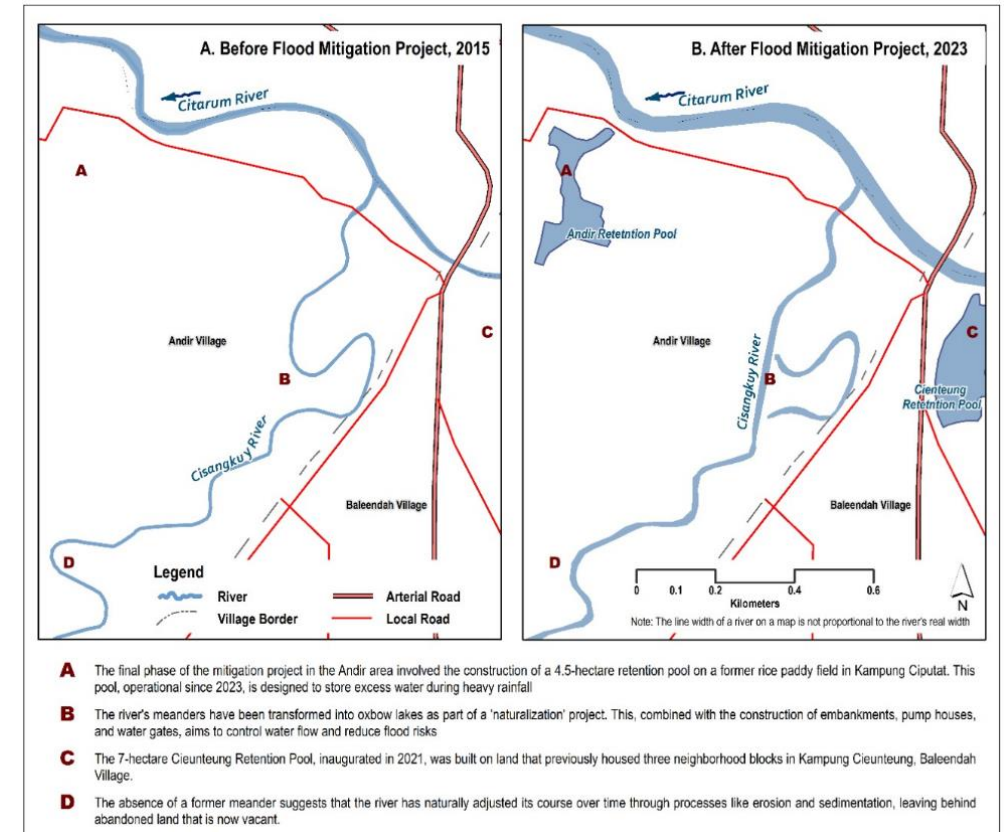 A. Before Flood Mitigation Project, 2015
Citarum River
A
Andir Village
C
B
Cisangkuy River
Baleendah Village
D
Legend
River
Village Border
Arterial Road
Local Road
B. After Flood Mitigation Project, 2023
Citarum River
A
Andir Retetntion Pool
Andir Village
Cisangkuy River
C
B
Cienteung
Retetntion Pool
Baleendah Village
D
0 0.1 0.2 0.4 0.6
Kilometers
N
Note: The line width of a river on a map is not proportional to the river's real width
A The final phase of the mitigation project in the Andir area involved the construction of a 4.5-hectare retention pool on a former rice paddy field in Kampung Ciputat. This
pool, operational since 2023, is designed to store excess water during heavy rainfall
B The river's meanders have been transformed into oxbow lakes as part of a 'naturalization' project. This, combined with the construction of embankments, pump houses,
and water gates, aims to control water flow and reduce flood risks
C The 7-hectare Cieunteung Retention Pool, inaugurated in 2021, was built on land that previously housed three neighborhood blocks in Kampung Cieunteung, Baleendah
Village.
D The absence of a former meander suggests that the river has naturally adjusted its course over time through processes like erosion and sedimentation, leaving behind
abandoned land that is now vacant.